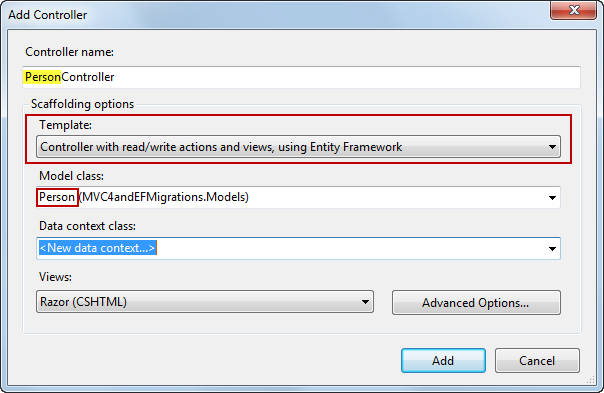 Add Controller
Controller name:
PersonController
Scaffolding options
Template:
Controller with read/write actions and views, using Entity Framework
Model class:
Person (MVC4andEFMigrations.Models)
Data context class:
<New data context...>
Views:
Razor (CSHTML)
Advanced Options...
Add
Cancel